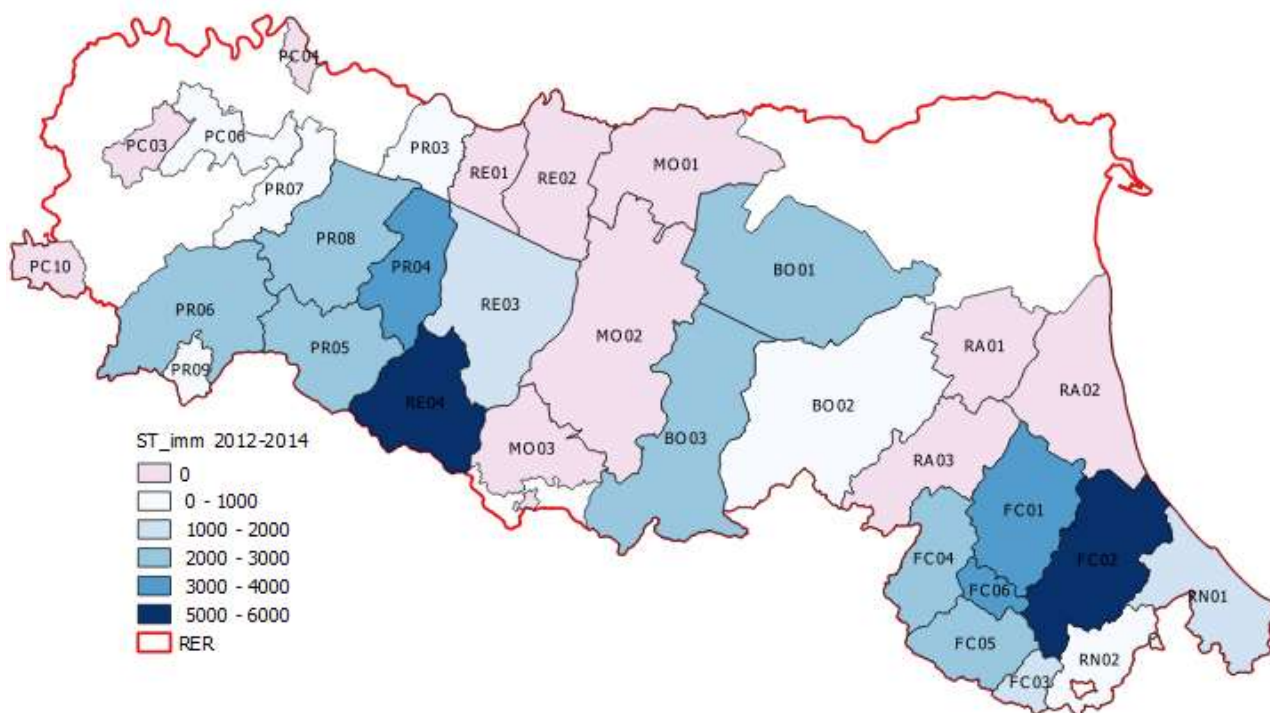 PC04
PC03
PC06
PR03
RE01
RE02
MO01
PR07
PR08
PR04
PC10
BO01
RE03
PR06
MO02
PR05
RA01
PR09
RA02
RE04
BO02
BO03
MO03
RA03
ST_imm 2012-2014
0
0 - 1000
1000 - 2000
2000 - 3000
3000 - 4000
5000 - 6000
RER
FC01
FC04
FC02
FC06
RN01
FC05
RN02
FC03